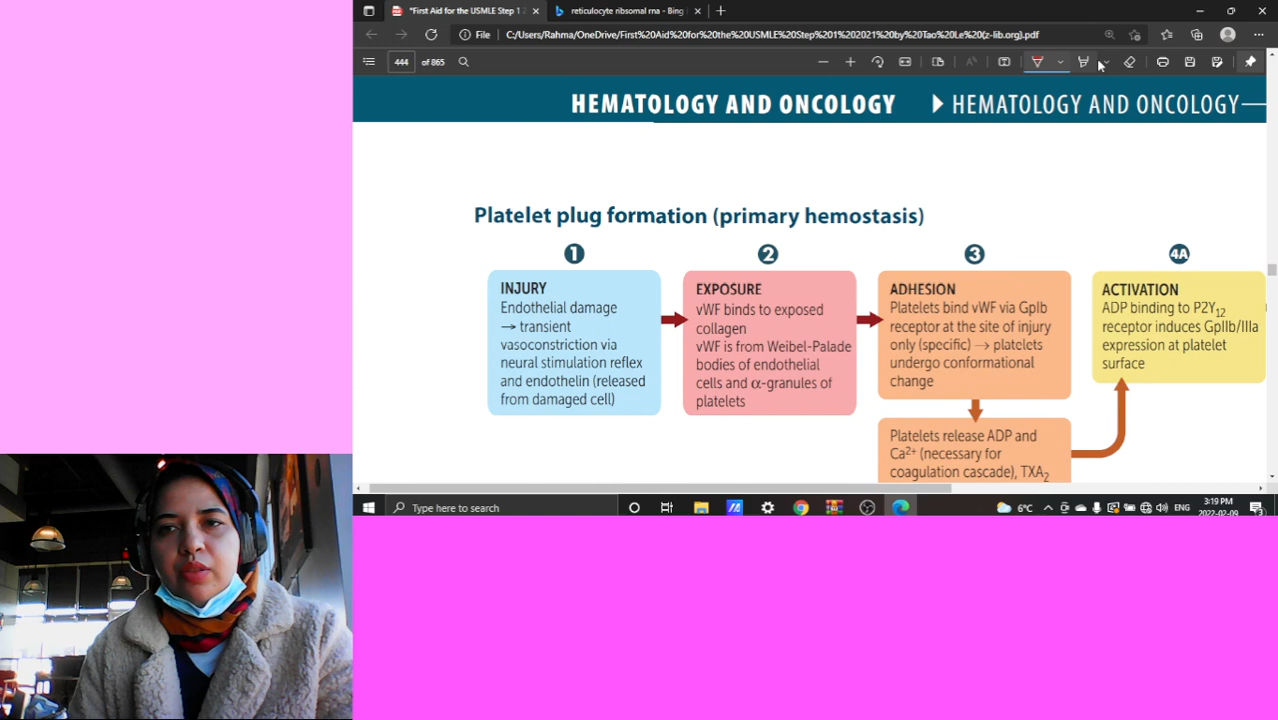 *First Aid for the USMLE Step 1 2
reticulocyte ribsomal rna - Bing
File C:/Users/Rahma/OneDrive/First%20Aid%20for%20the%20USMLE%20Step%201%202021%20by%20Tao%20Le%20(z-lib.org).pdf
444 of 865
HEMATOLOGY AND ONCOLOGY
HEMATOLOGY AND ONCOLOGY
Platelet plug formation (primary hemostasis)
1
INJURY
Endothelial damage
→ transient
vasoconstriction via
neural stimulation reflex
and endothelin (released
from damaged cell)
2
EXPOSURE
vWF binds to exposed
collagen
vWF is from Weibel-Palade
bodies of endothelial
cells and α-granules of
platelets
3
ADHESION
Platelets bind vWF via GpIb
receptor at the site of injury
only (specific) → platelets
undergo conformational
change
Platelets release ADP and
Ca2+ (necessary for
coagulation cascade), TXA2
4A
ACTIVATION
ADP binding to P2Y12
receptor induces GpIIb/IIIa
expression at platelet
surface
Type here to search
6°C
ENG
3:19 PM
2022-02-09